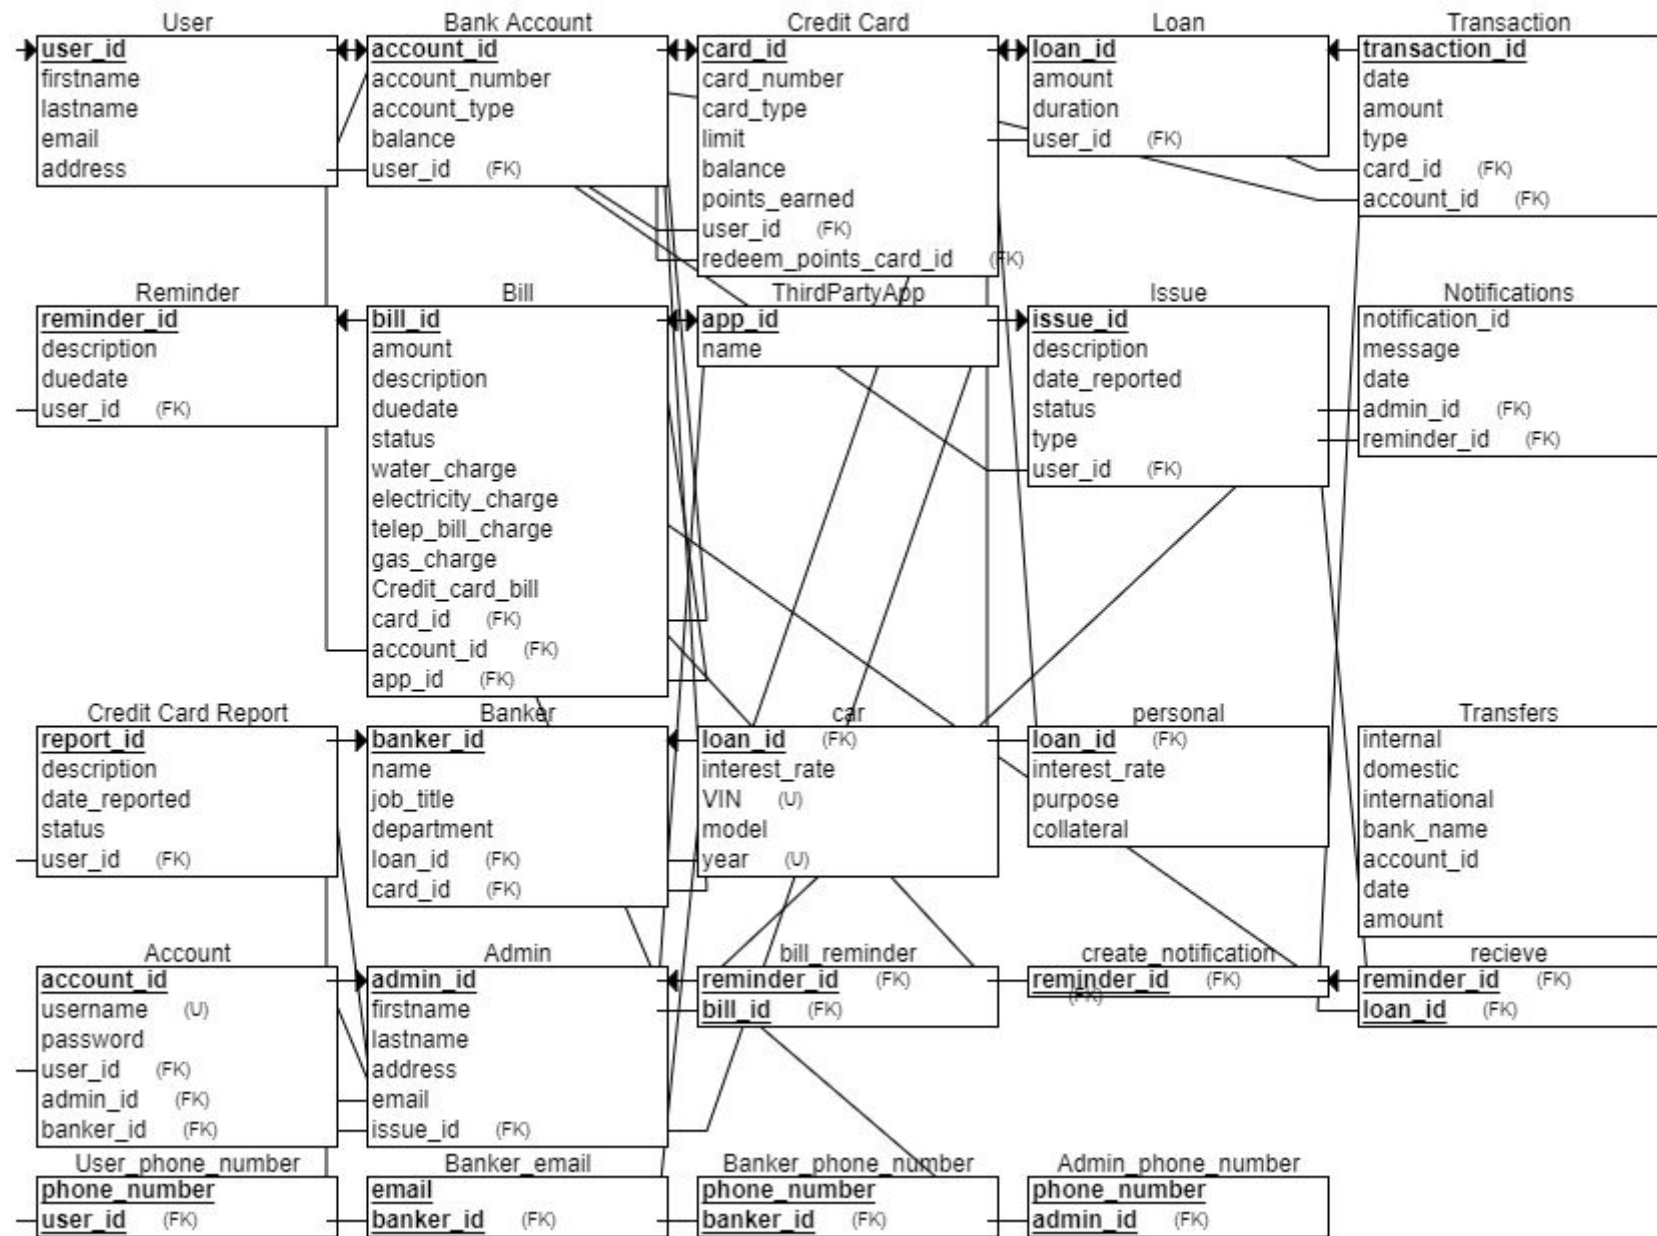 User
user_id
firstname
lastname
email
address
Bank Account
account_id
account_number
account_type
balance
user_id (FK)
Credit Card
card_id
card_number
card_type
limit
balance
points_earned
user_id (FK)
redeem_points_card_id (FK)
Loan
loan_id
amount
duration
user_id (FK)
Transaction
transaction_id
date
amount
type
card_id (FK)
account_id (FK)
Reminder
reminder_id
description
duedate
user_id (FK)
Bill
bill_id
amount
description
duedate
status
water_charge
electricity_charge
telep_bill_charge
gas_charge
Credit_card_bill
card_id (FK)
account_id (FK)
app_id (FK)
ThirdPartyApp
app_id
name
Issue
issue_id
description
date_reported
status
type
user_id (FK)
Notifications
notification_id
message
date
admin_id (FK)
reminder_id (FK)
Credit Card Report
report_id
description
date_reported
status
user_id (FK)
Banker
banker_id
name
job_title
department
loan_id (FK)
card_id (FK)
car
loan_id (FK)
interest_rate
VIN (U)
model
year (U)
personal
loan_id (FK)
interest_rate
purpose
collateral
Transfers
internal
domestic
international
bank_name
account_id
date
amount
Account
account_id
username (U)
password
user_id (FK)
admin_id (FK)
banker_id (FK)
Admin
admin_id
firstname
lastname
address
email
issue_id (FK)
bill_reminder
reminder_id (FK)
bill_id (FK)
create_notification
reminder_id (FK)
(FK)
recieve
reminder_id (FK)
loan_id (FK)
User_phone_number
phone_number
user_id (FK)
Banker_email
email
banker_id (FK)
Banker_phone_number
phone_number
banker_id (FK)
Admin_phone_number
phone_number
admin_id (FK)